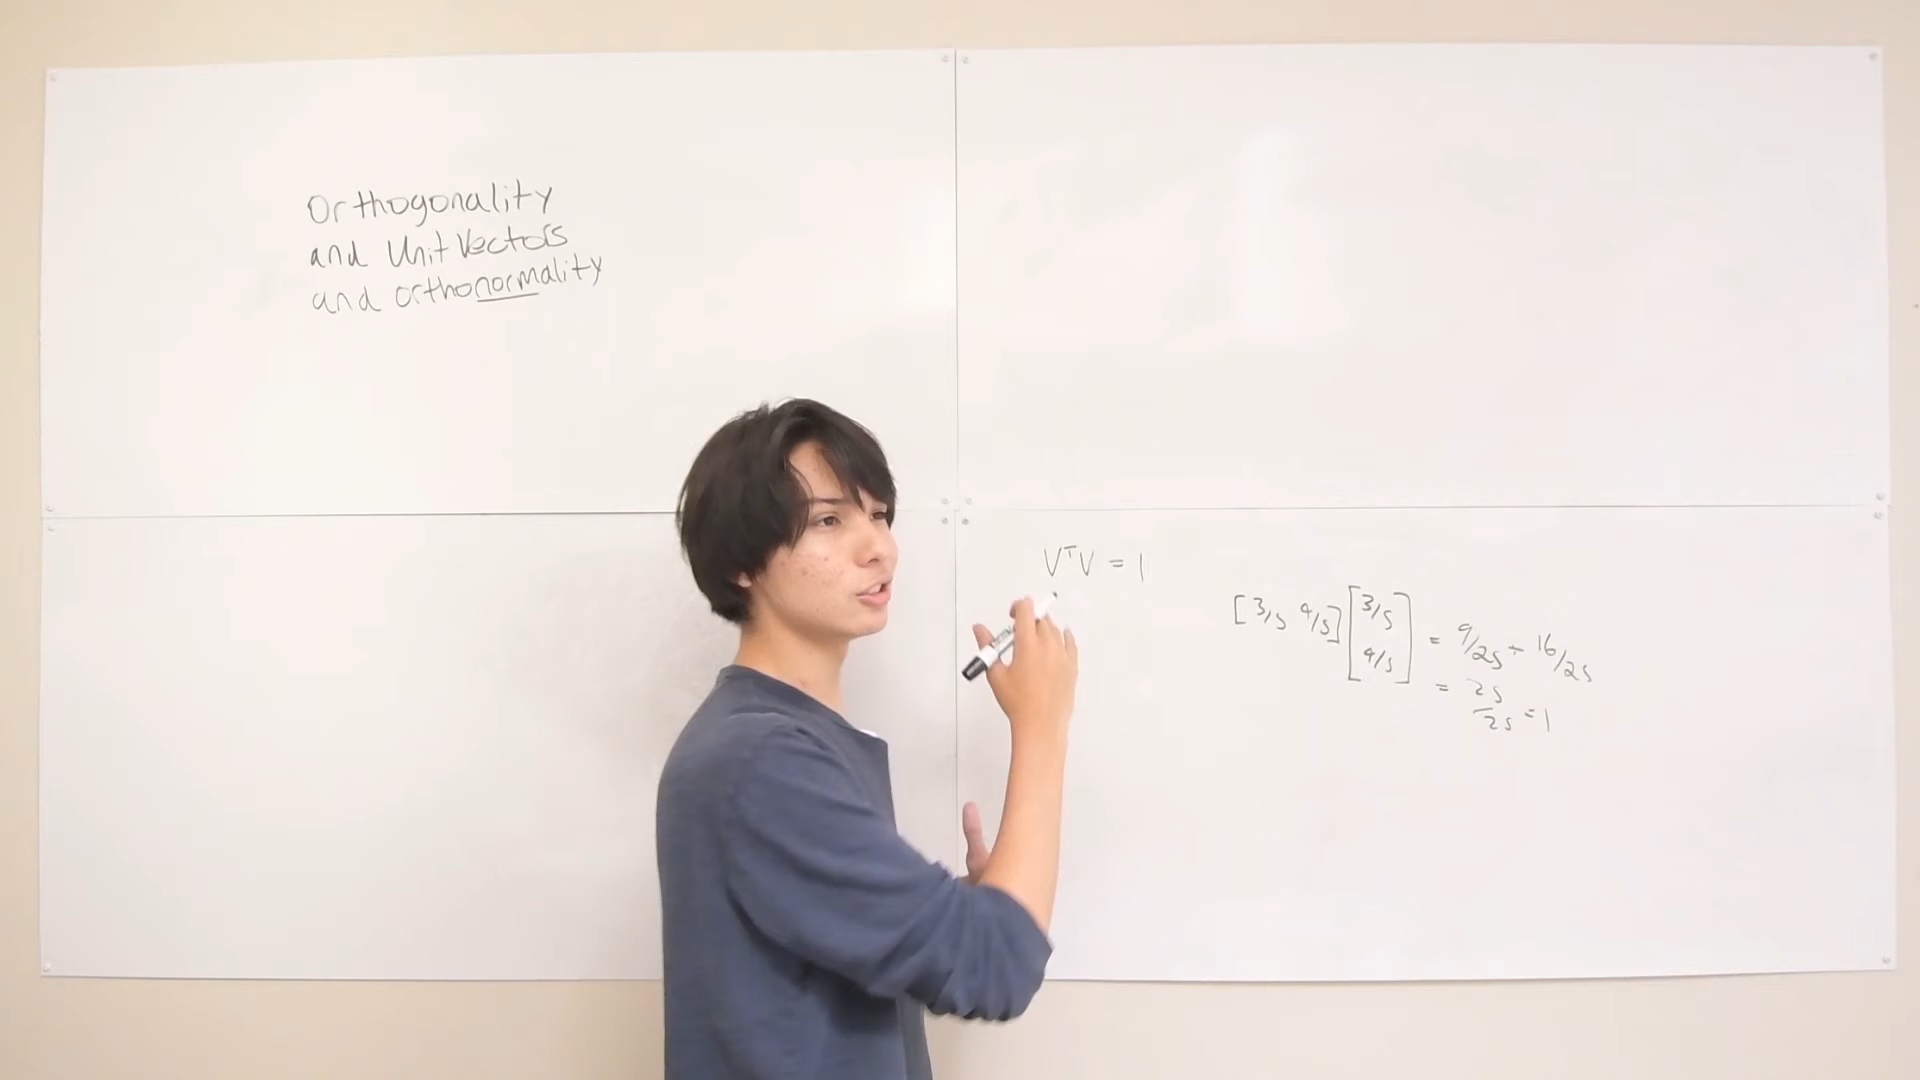 Orthogonality
and Unit Vectors
and orthonormality
VᵀV = 1
[3/5 4/5] [3/5
4/5] = 9/25 + 16/25
= 25/25 = 1